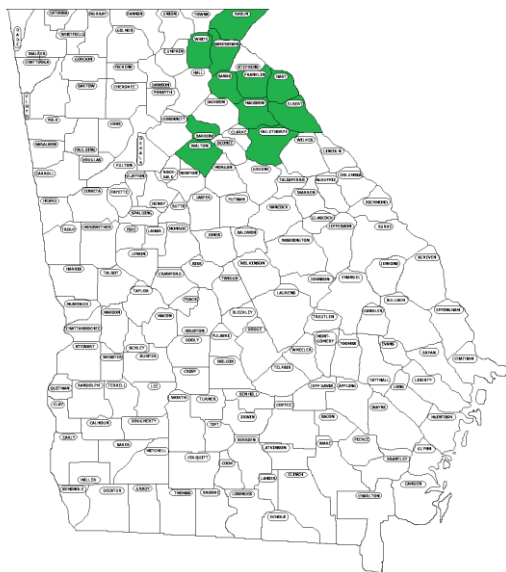 CATOOSA MURRAY FANNIN UNION TOWNS RABUN
DADE WHITFIELD GILMER WHITE HABERSHAM
WALKER LUMPKIN STEPHENS
CHATTOOGA GORDON PICKENS HALL BANKS FRANKLIN HART
DAWSON
FLOYD BARTOW CHEROKEE FORSYTH JACKSON MADISON ELBERT
POLK COBB GWINNETT BARROW CLARKE OGLETHORPE WILKES LINCOLN
HARALSON PAULDING DEKALB WALTON OCONEE
DOUGLAS FULTON
CARROLL CLAYTON ROCKDALE NEWTON MORGAN GREENE TALIAFERRO MCDUFFIE COLUMBIA
HEARD COWETA FAYETTE HENRY BUTTS JASPER PUTNAM HANCOCK WARREN RICHMOND
SPALDING GLASCOCK
TROUP MERIWETHER PIKE LAMAR MONROE JONES BALDWIN WASHINGTON JEFFERSON BURKE
HARRIS TALBOT UPSON CRAWFORD BIBB TWIGGS WILKINSON JOHNSON EMANUEL JENKINS SCREVEN
MUSCOGEE TAYLOR PEACH LAURENS BULLOCH
CHATTAHOOCHEE MARION MACON HOUSTON BLECKLEY TREUTLEN CANDLER EFFINGHAM
STEWART SCHLEY DOOLY PULASKI DODGE WHEELER MONTGOMERY TOOMBS EVANS BRYAN CHATHAM
WEBSTER SUMTER WILCOX TELFAIR
QUITMAN RANDOLPH TERRELL LEE CRISP JEFF DAVIS APPLING TATTNALL LONG LIBERTY
CLAY WORTH TURNER BEN HILL COFFEE WAYNE
CALHOUN DOUGHERTY IRWIN BACON MCINTOSH
EARLY BAKER TIFT PIERCE
MITCHELL COLQUITT BERRIEN ATKINSON WARE BRANTLEY GLYNN
MILLER COOK LANIER CLINCH CAMDEN
SEMINOLE DECATUR GRADY THOMAS BROOKS LOWNDES ECHOLS CHARLTON